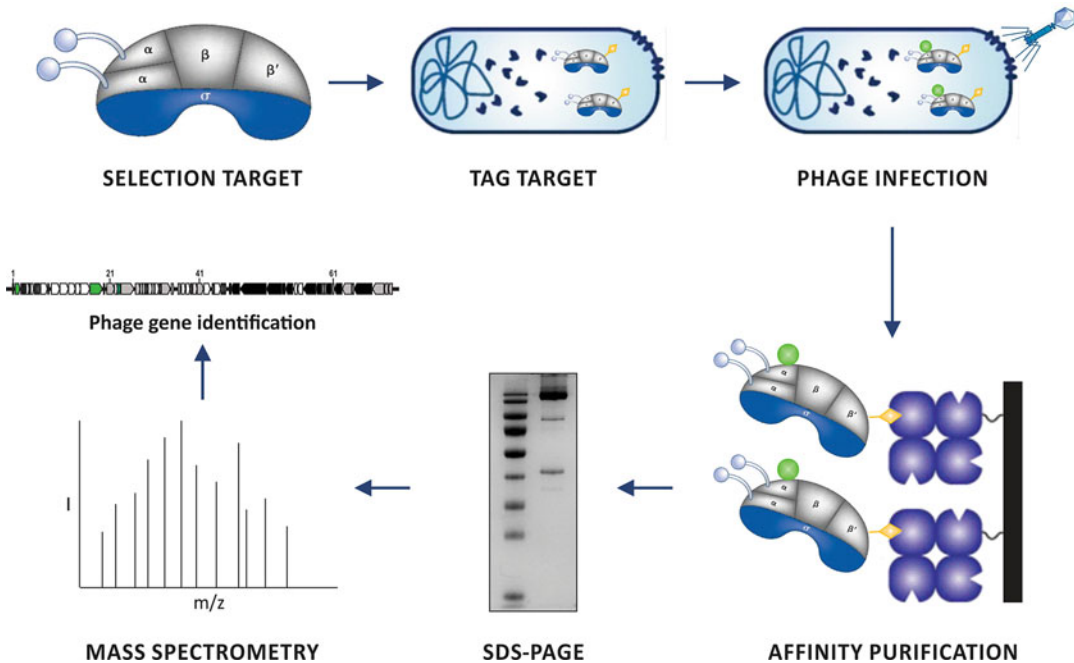 α
α
β
β'
σ
SELECTION TARGET
TAG TARGET
PHAGE INFECTION
1
21
41
61
Phage gene identification
α
α
β
β'
σ
α
α
β
β'
σ
I
m/z
MASS SPECTROMETRY
SDS-PAGE
AFFINITY PURIFICATION